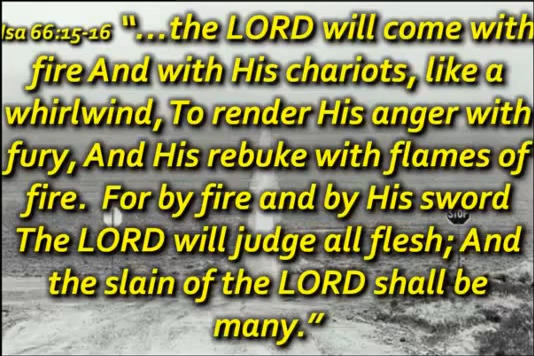 Isa 66:15-16 “...the LORD will come with
fire And with His chariots, like a
whirlwind, To render His anger with
fury, And His rebuke with flames of
fire.  For by fire and by His sword
STOP
The LORD will judge all flesh; And
the slain of the LORD shall be
many.”